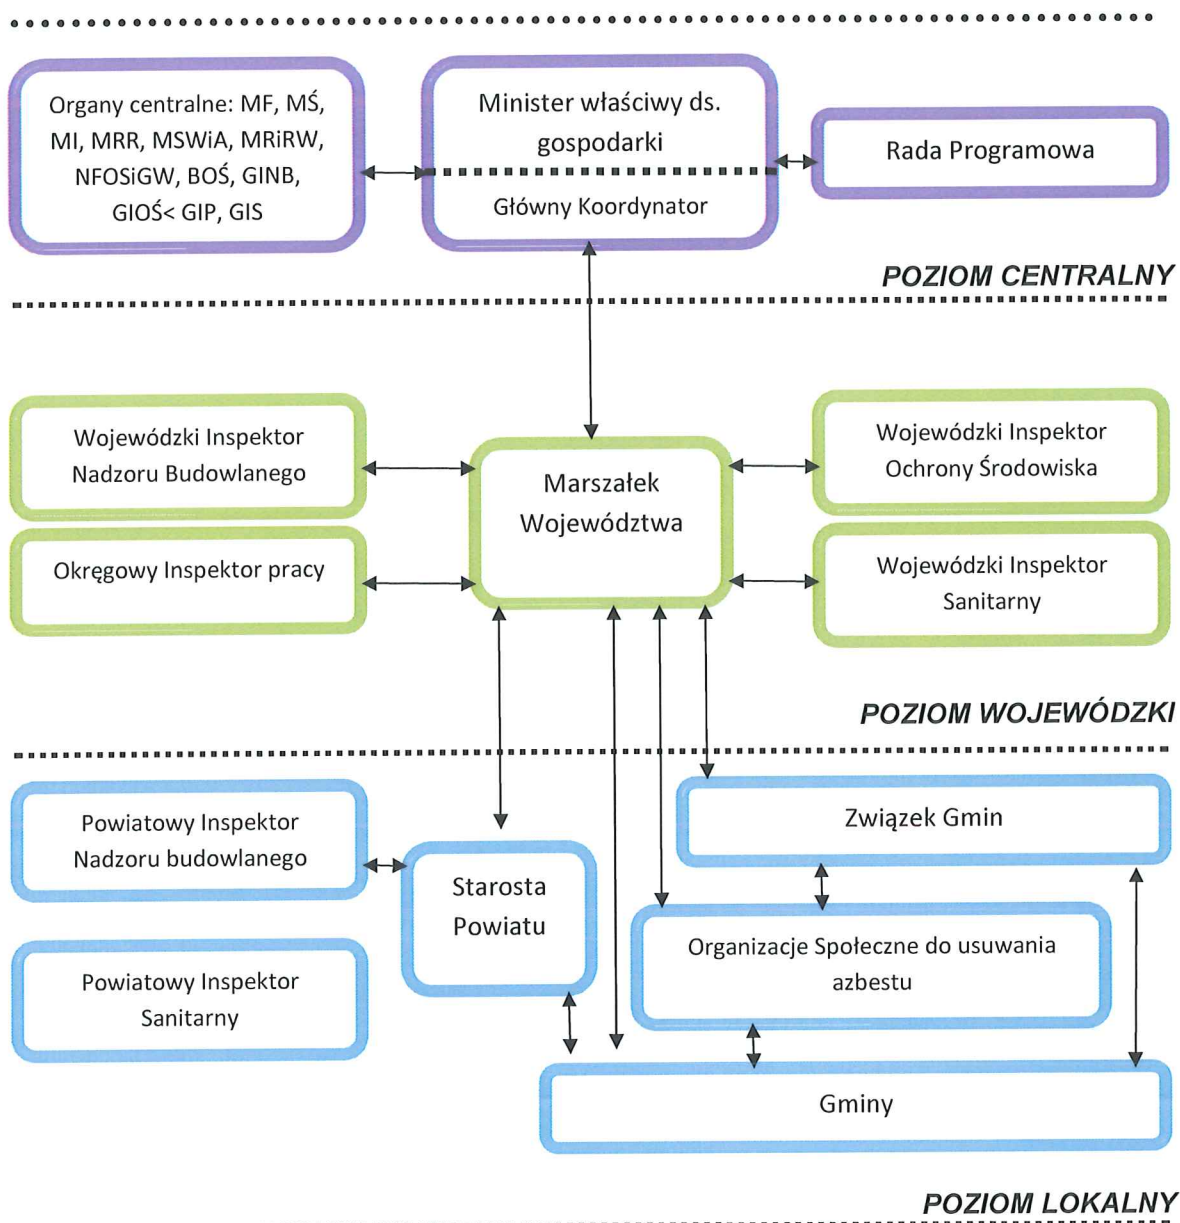 Organy centralne: MF, MŚ,
MI, MRR, MSWiA, MRiRW,
NFOSiGW, BOŚ, GINB,
GIOŚ< GIP, GIS
Minister właściwy ds.
gospodarki
Główny Koordynator
Rada Programowa
POZIOM CENTRALNY
Wojewódzki Inspektor
Nadzoru Budowlanego
Okręgowy Inspektor pracy
Marszałek
Województwa
Wojewódzki Inspektor
Ochrony Środowiska
Wojewódzki Inspektor
Sanitarny
POZIOM WOJEWÓDZKI
Powiatowy Inspektor
Nadzoru budowlanego
Powiatowy Inspektor
Sanitarny
Starosta
Powiatu
Związek Gmin
Organizacje Społeczne do usuwania
azbestu
Gminy
POZIOM LOKALNY